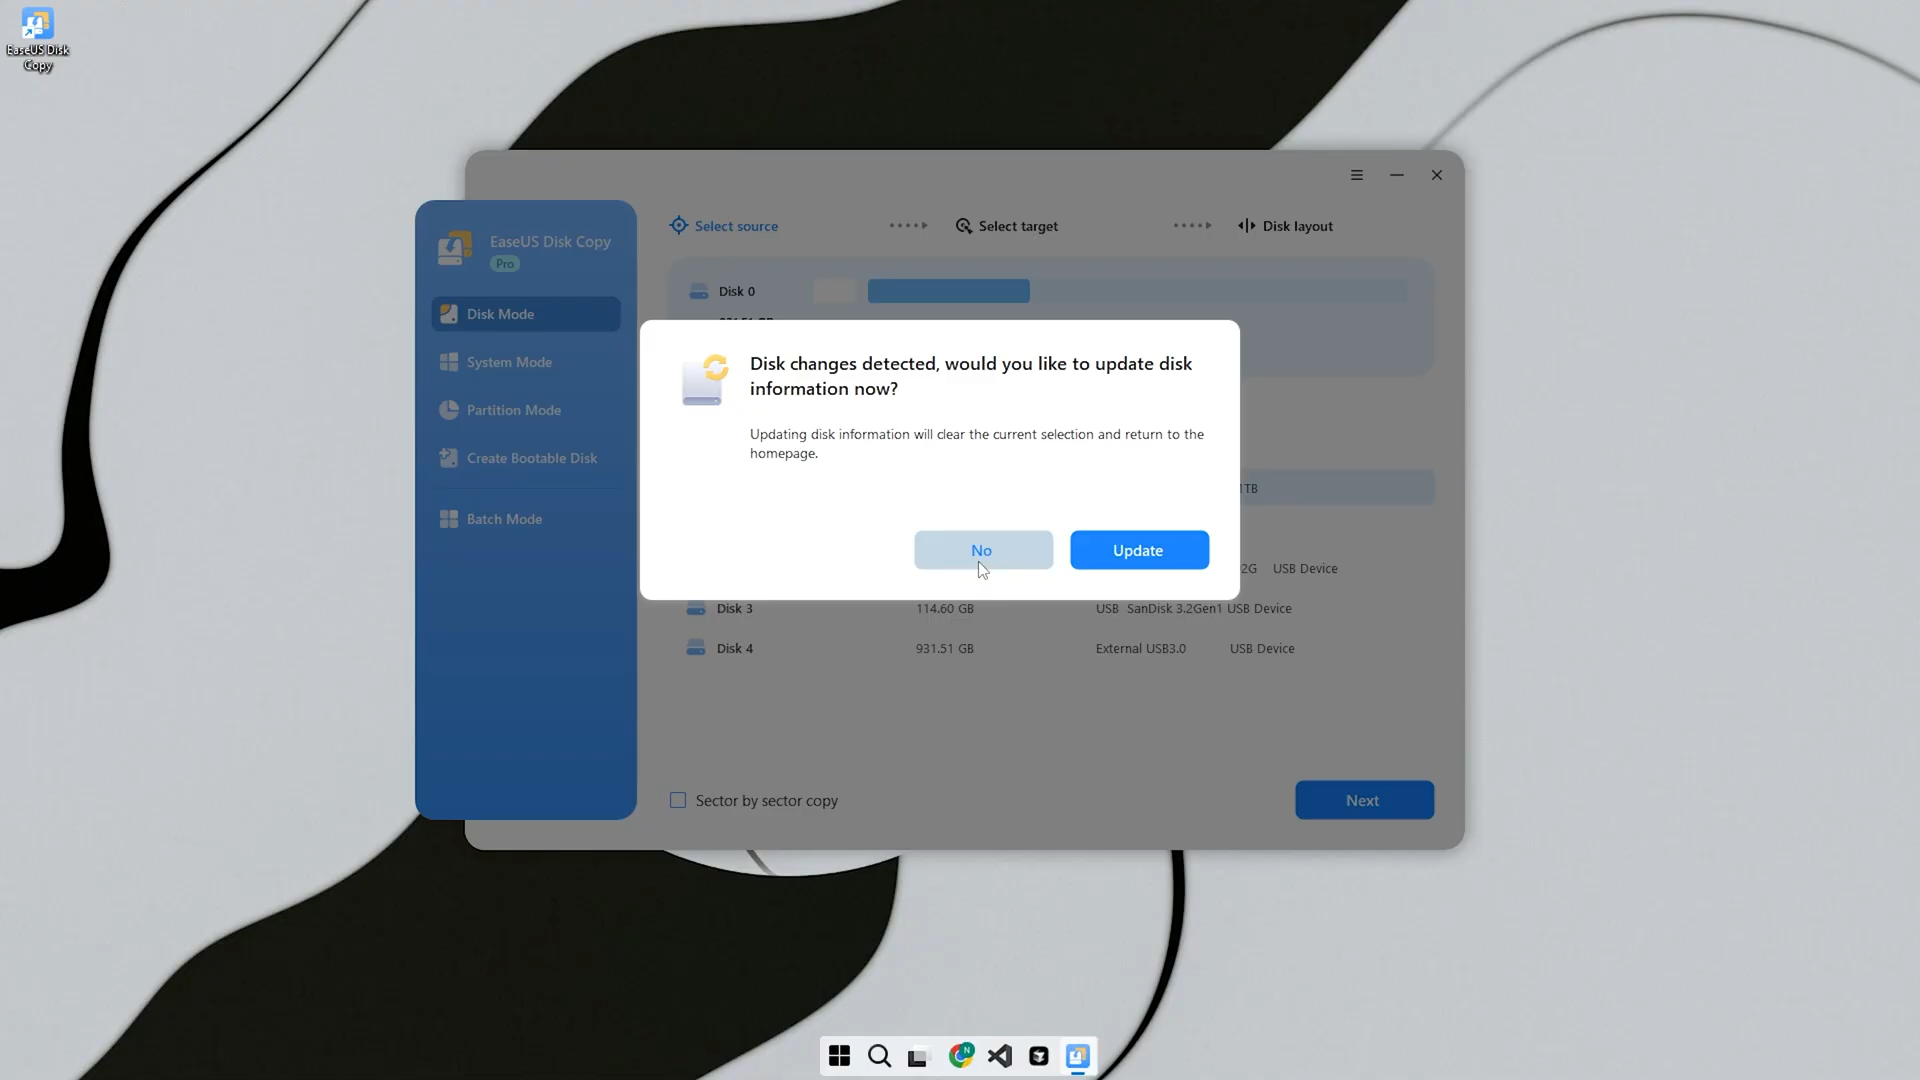 EaseUS Disk
Copy
EaseUS Disk Copy
Pro
Disk Mode
System Mode
Partition Mode
Create Bootable Disk
Batch Mode
Select source
Select target
Disk layout
Disk 0
Disk changes detected, would you like to update disk
information now?
Updating disk information will clear the current selection and return to the
homepage.
No
Update
1TB
2G USB Device
Disk 3 114.60 GB USB SanDisk 3.2Gen1 USB Device
Disk 4 931.51 GB External USB3.0 USB Device
Sector by sector copy
Next
N